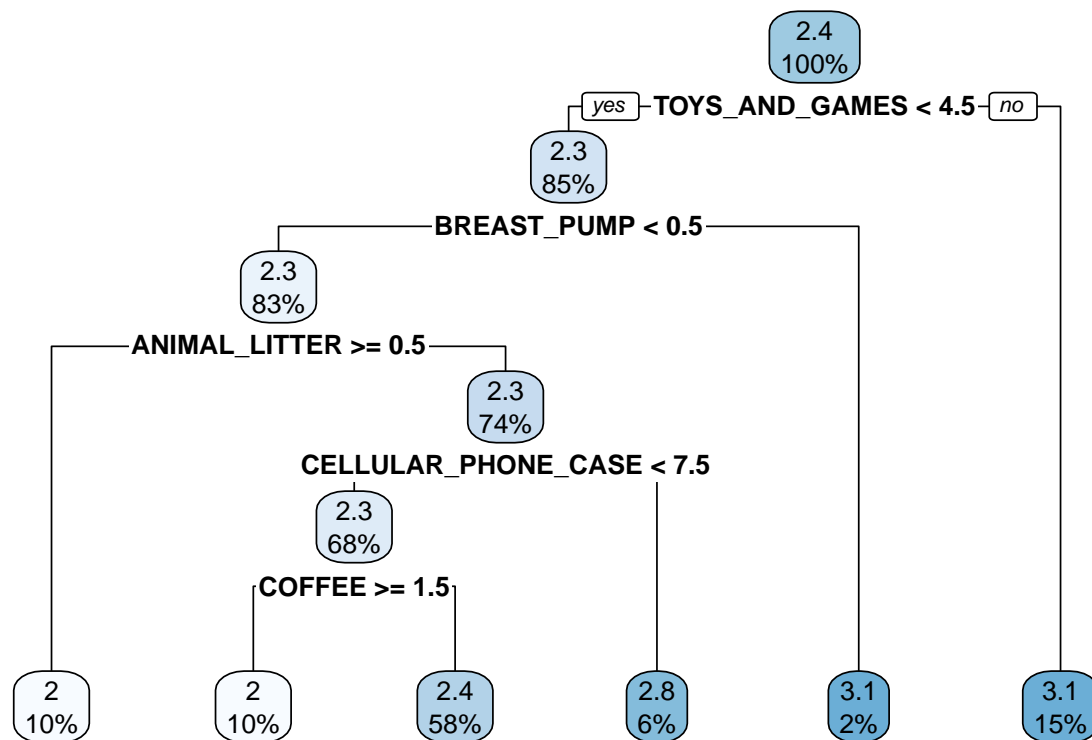 2.4
100%
yes TOYS_AND_GAMES < 4.5 no
2.3
85%
BREAST_PUMP < 0.5
2.3
83%
ANIMAL_LITTER >= 0.5
2.3
74%
CELLULAR_PHONE_CASE < 7.5
2.3
68%
COFFEE >= 1.5
2 2 2.4 2.8 3.1 3.1
10% 10% 58% 6% 2% 15%